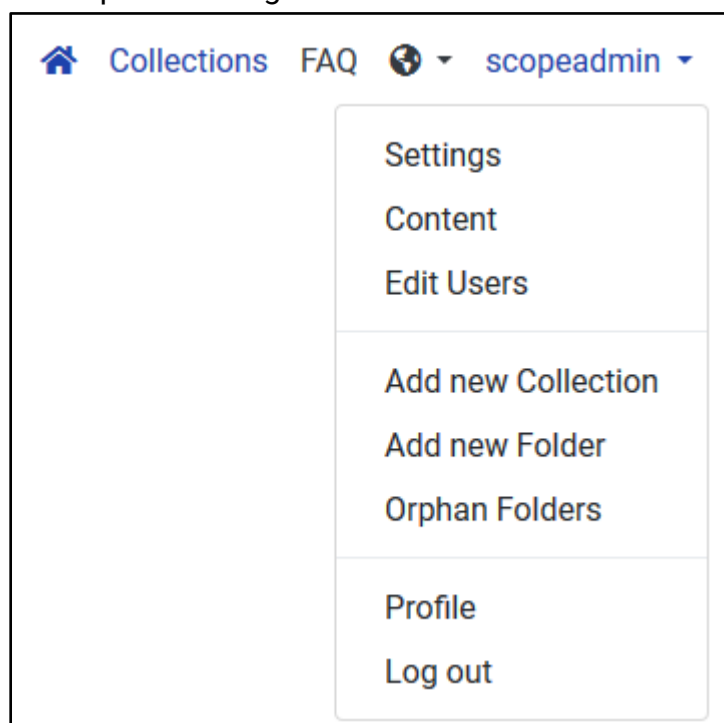 Collections FAQ scopeadmin
Settings
Content
Edit Users
Add new Collection
Add new Folder
Orphan Folders
Profile
Log out